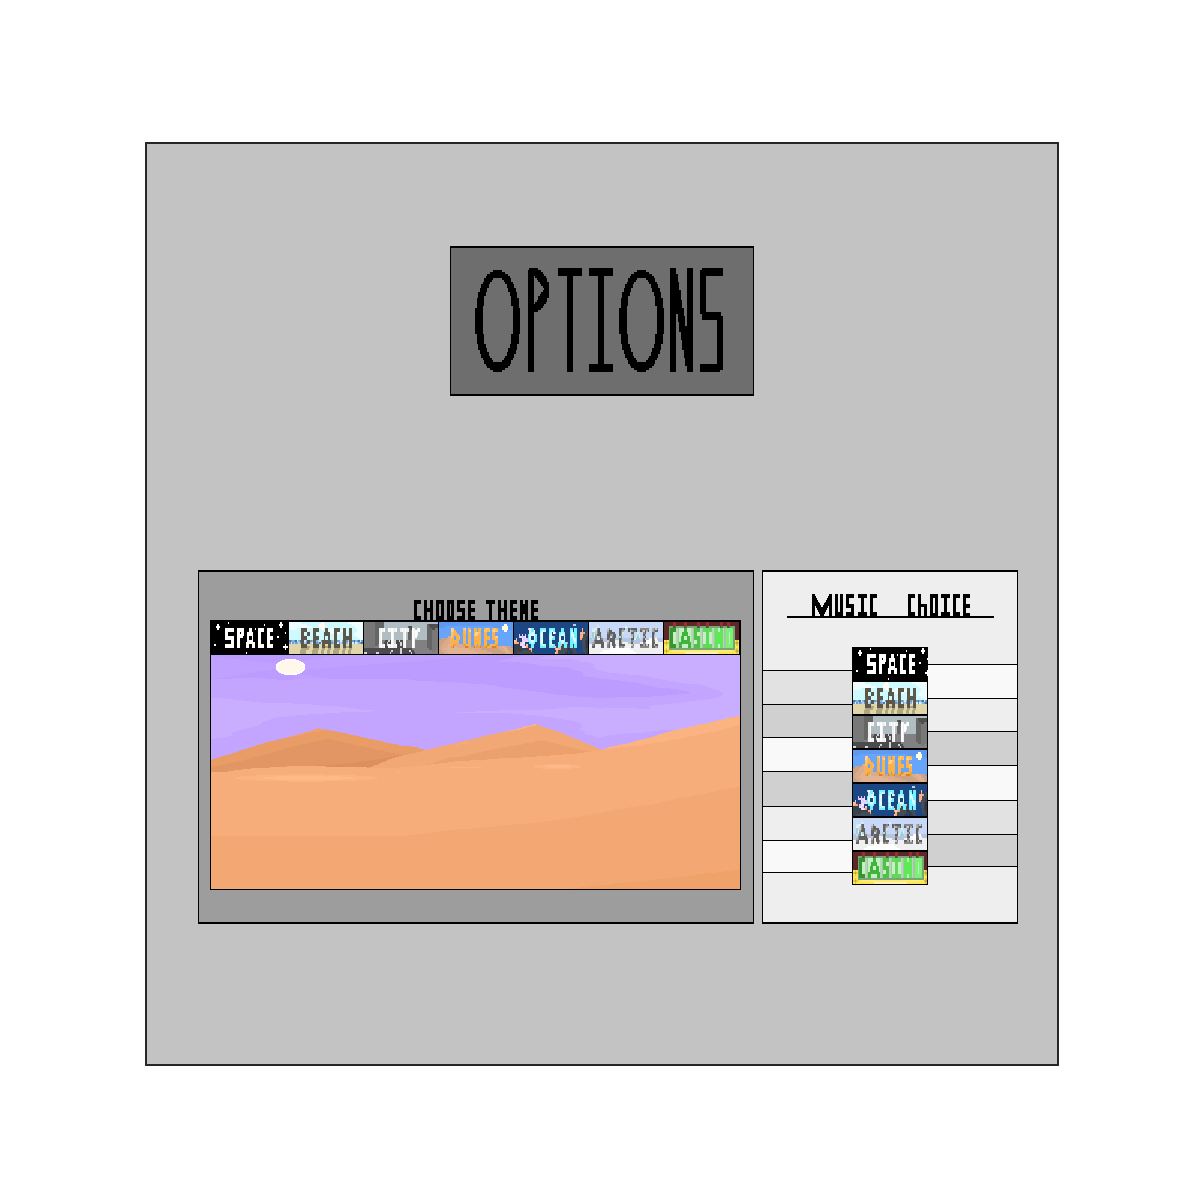 OPTIONS
CHOOSE THEME
SPACE BEACH CITY DUNES OCEAN ARCTIC CASINO
MUSIC ChOICE
SPACE
BEACH
CITY
DUNES
OCEAN
ARCTIC
CASINO